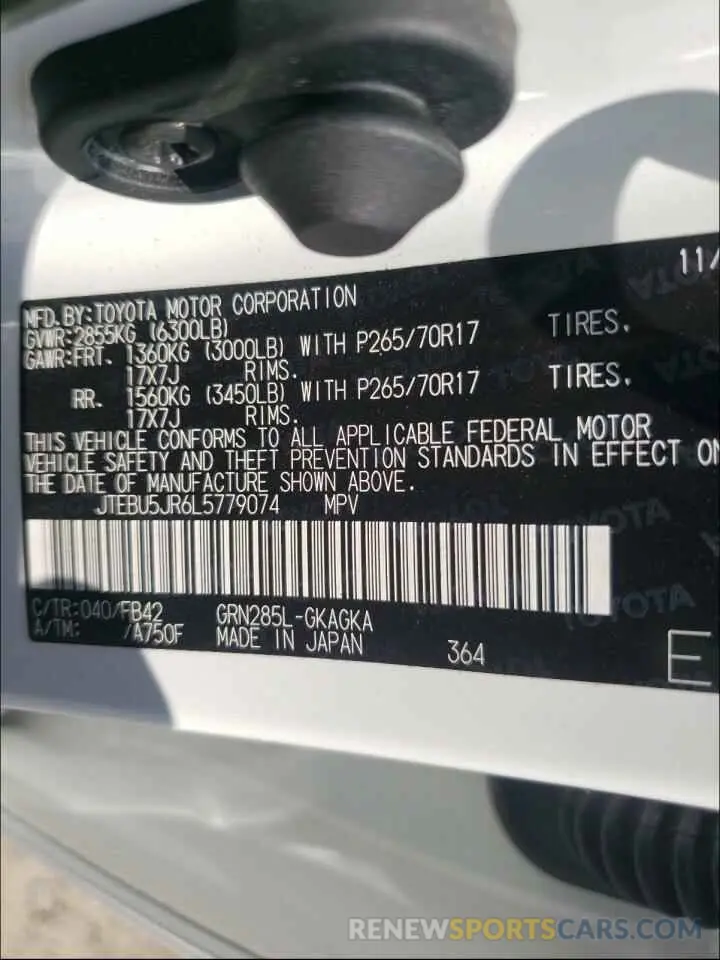 11/
MFD. BY: TOYOTA MOTOR CORPORATION
GVWR: 2855KG (6300LB)
GAWR: FRT. 1360KG (3000LB) WITH P265/70R17 TIRES.
17X7J RIMS.
RR. 1560KG (3450LB) WITH P265/70R17 TIRES.
17X7J RIMS.
THIS VEHICLE CONFORMS TO ALL APPLICABLE FEDERAL MOTOR
VEHICLE SAFETY AND THEFT PREVENTION STANDARDS IN EFFECT ON
THE DATE OF MANUFACTURE SHOWN ABOVE.
JTEBU5JR6L5779074 MPV
C/TR: 040/FB42 GRN285L-GKAGKA
A/TM: /A750F MADE IN JAPAN 364
E
RENEWSPORTSCARS.COM